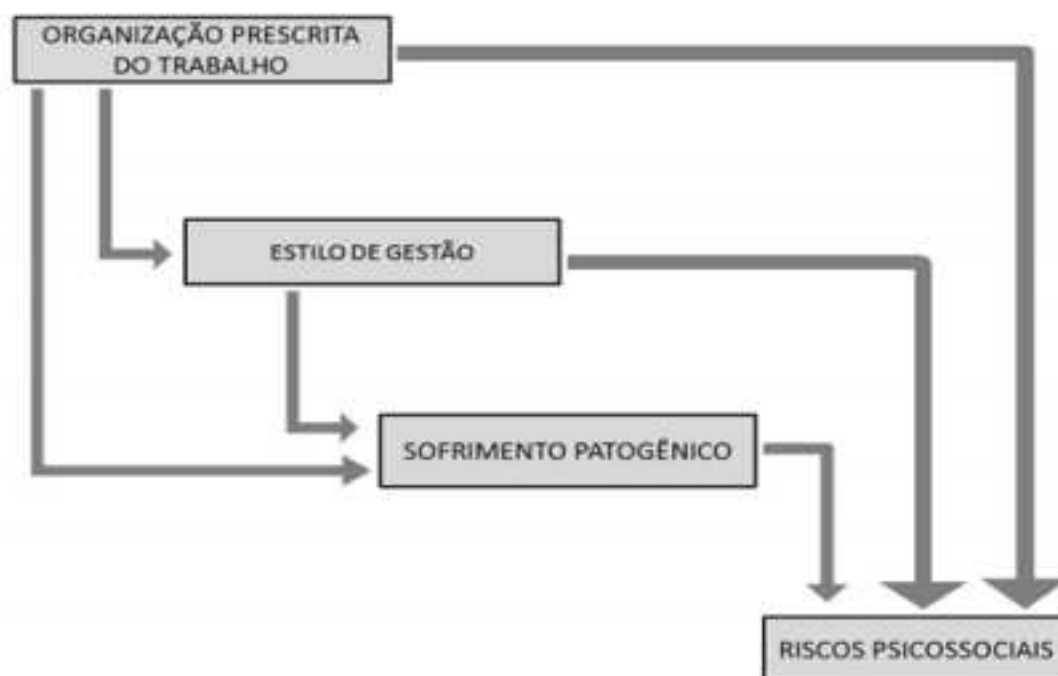 ORGANIZAÇÃO PRESCRITA
DO TRABALHO
ESTILO DE GESTÃO
SOFRIMENTO PATOGÊNICO
RISCOS PSICOSSOCIAIS